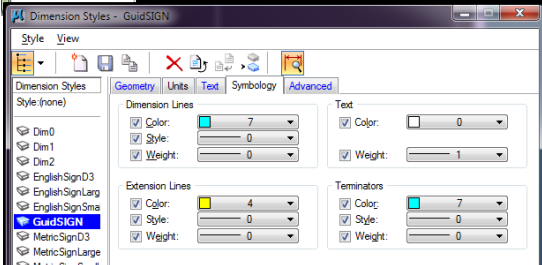 Dimension Styles - GuidSIGN
Style View
Dimension Styles
Style:(none)
Dim0
Dim1
Dim2
EnglishSignD3
EnglishSignLarg
EnglishSignSma
GuidSIGN
MetricSignD3
MetricSignLarge
Geometry Units Text Symbology Advanced
Dimension Lines
Color: 7
Style: 0
Weight: 0
Text
Color: 0
Weight: 1
Extension Lines
Color: 4
Style: 0
Weight: 0
Terminators
Color: 7
Style: 0
Weight: 0